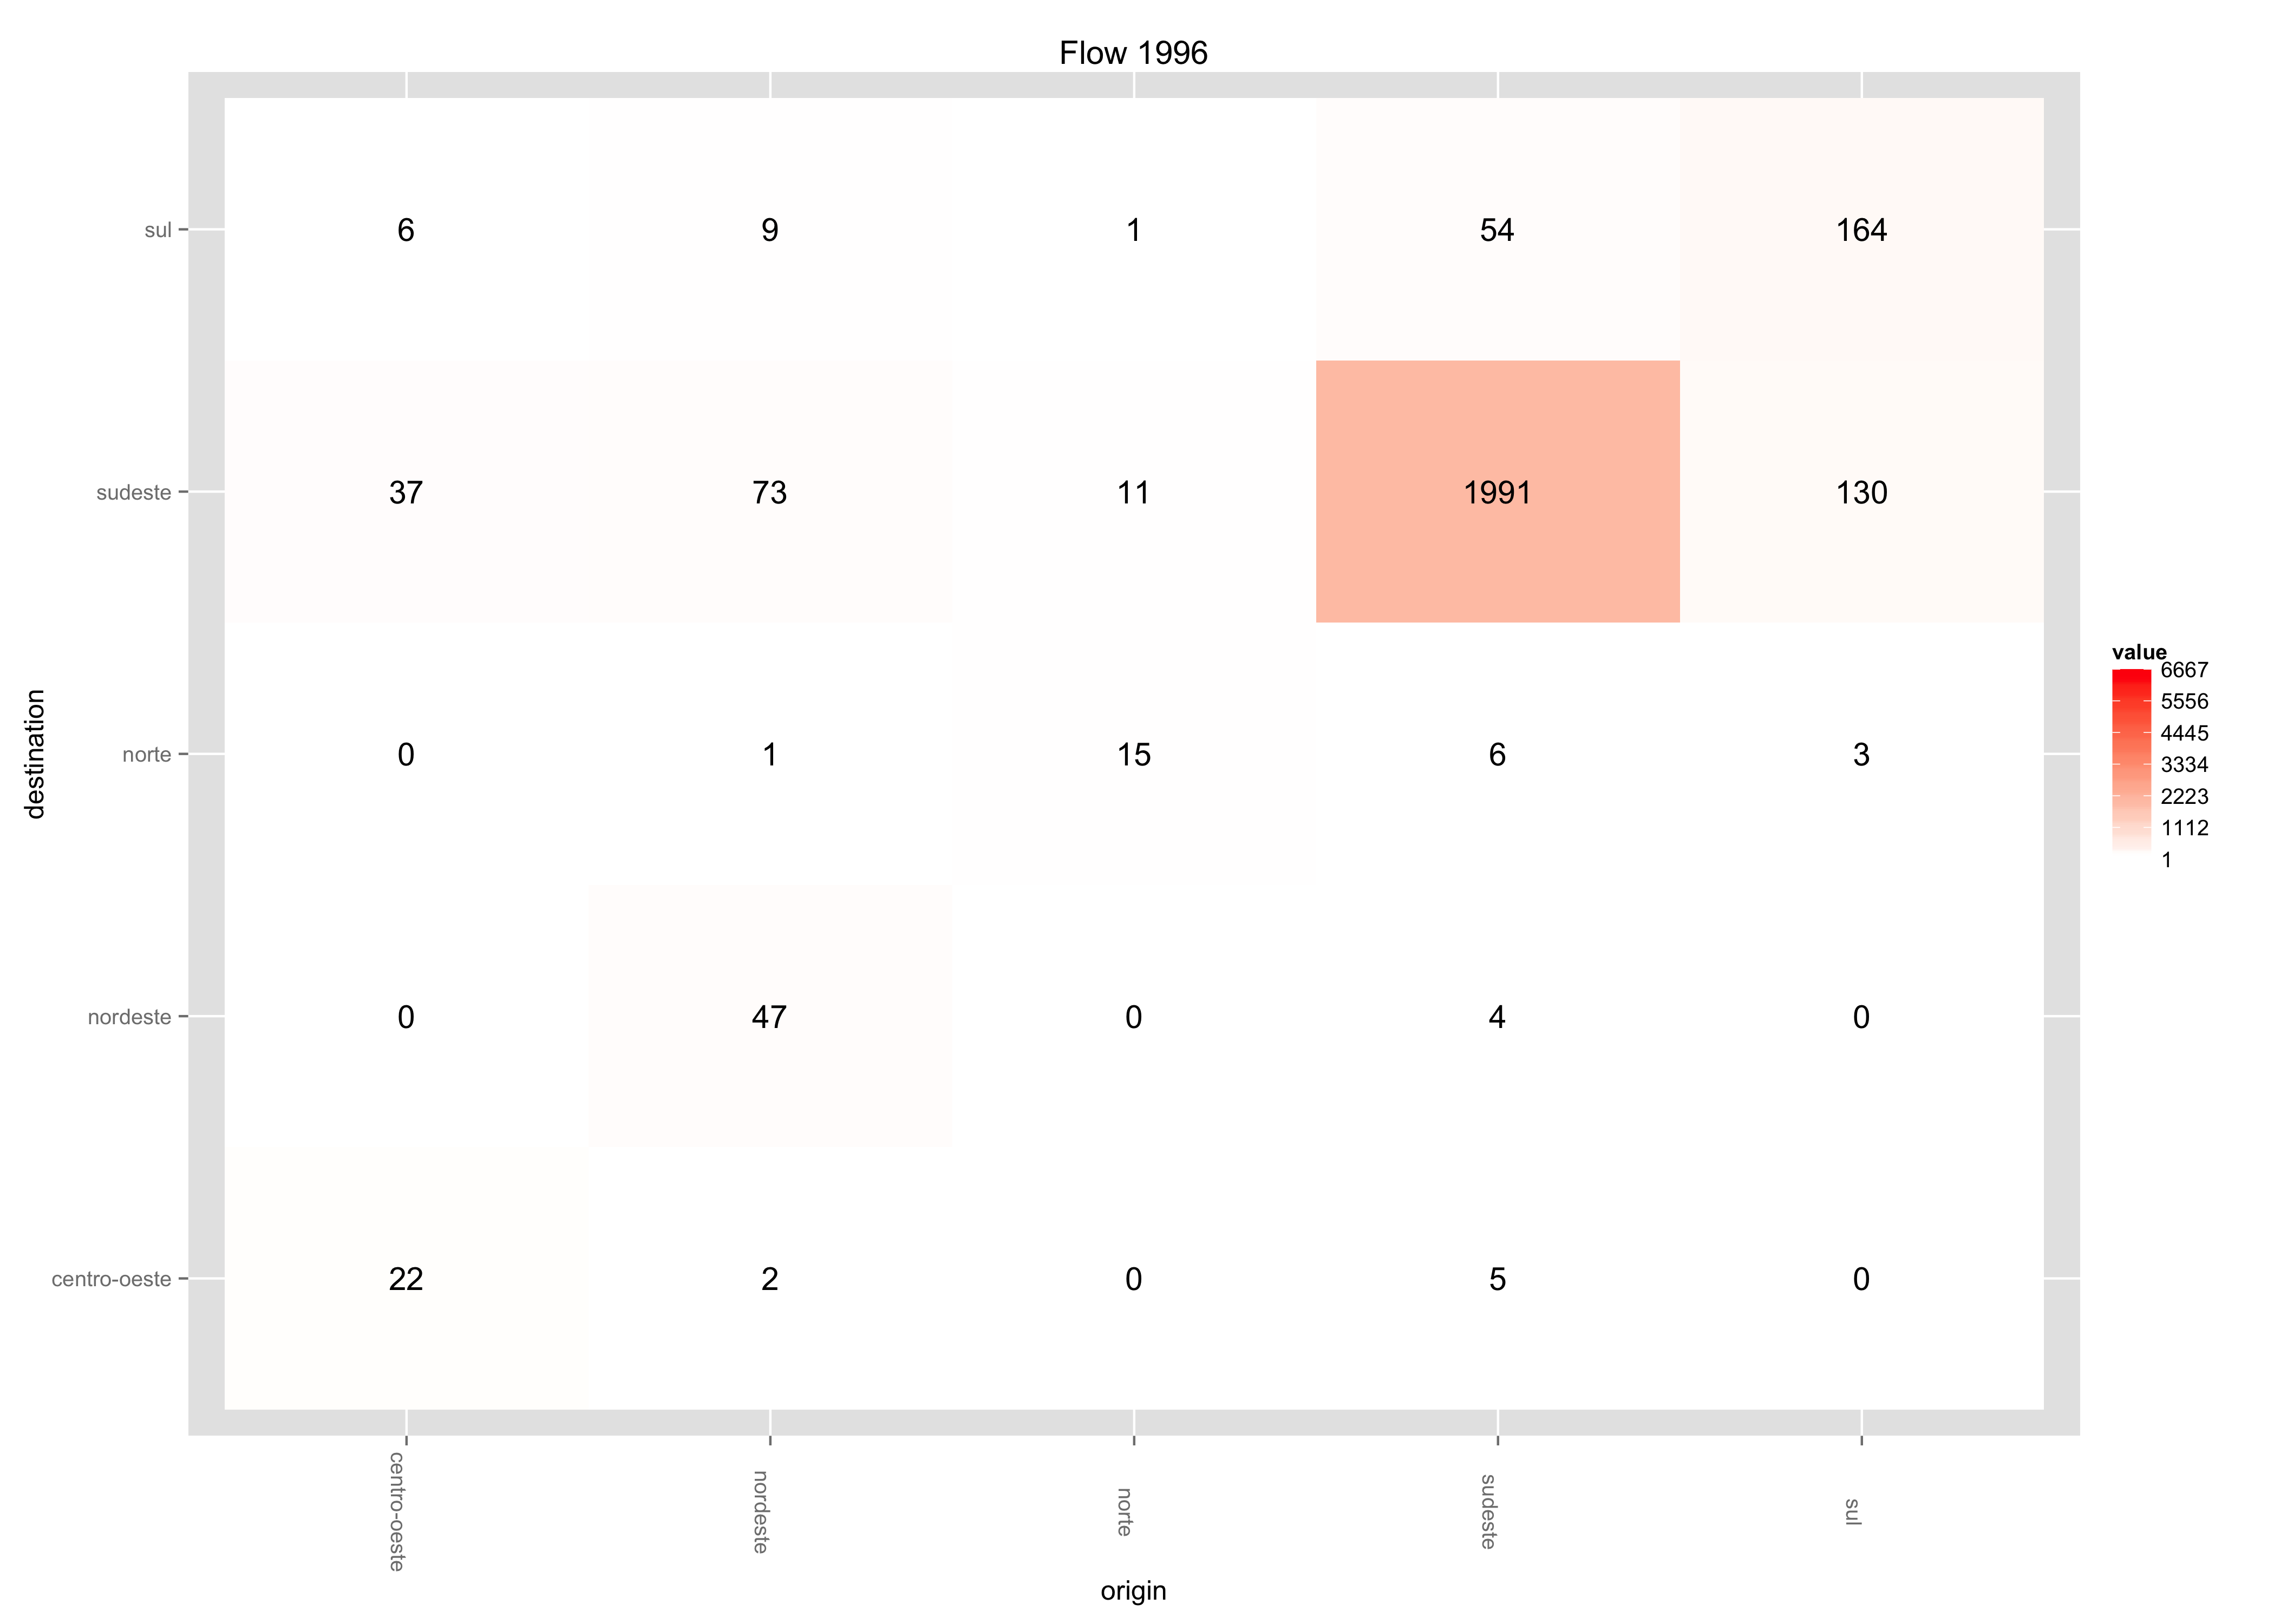 Flow 1996
sul
6 9 1 54 164
sudeste
37 73 11 1991 130
norte
0 1 15 6 3
nordeste
0 47 0 4 0
centro-oeste
22 2 0 5 0
destination
centro-oeste
nordeste
norte
sudeste
sul
origin
value
6667
5556
4445
3334
2223
1112
1